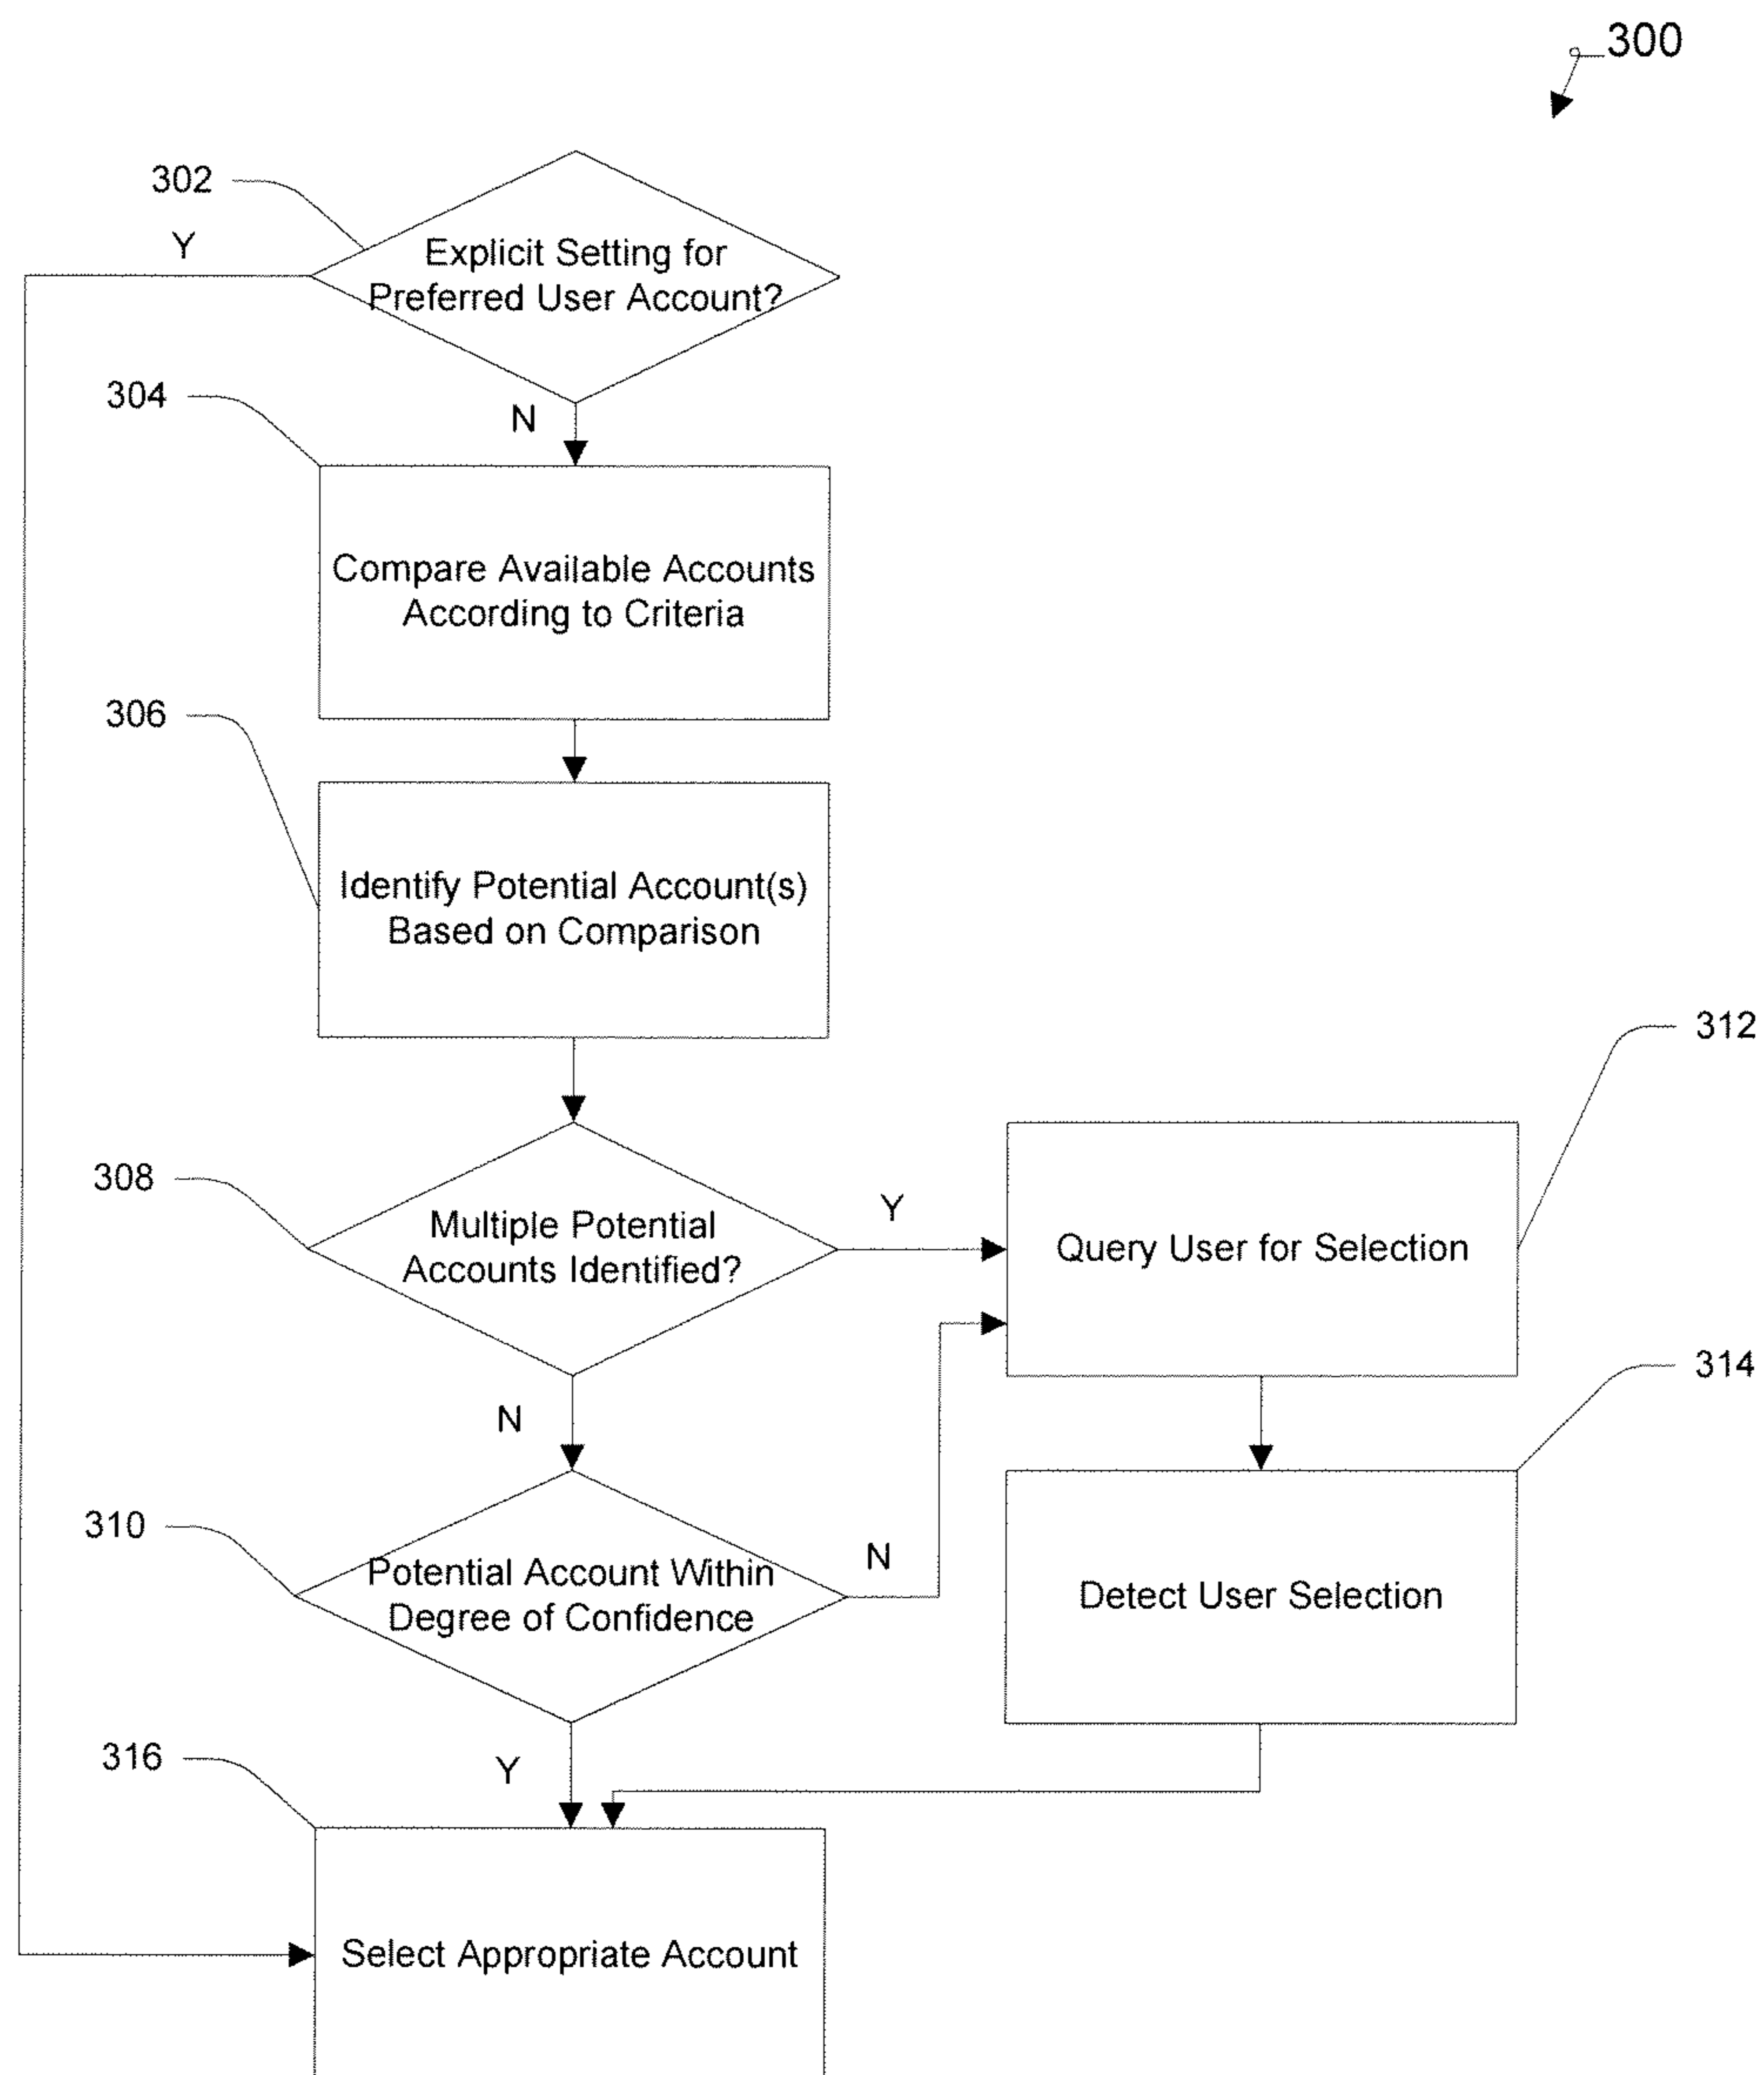 300
302
Y
Explicit Setting for
Preferred User Account?
304
N
Compare Available Accounts
According to Criteria
306
Identify Potential Account(s)
Based on Comparison
312
308
Y
Multiple Potential
Accounts Identified?
Query User for Selection
314
N
310
N
Potential Account Within
Degree of Confidence
Detect User Selection
316
Y
Select Appropriate Account